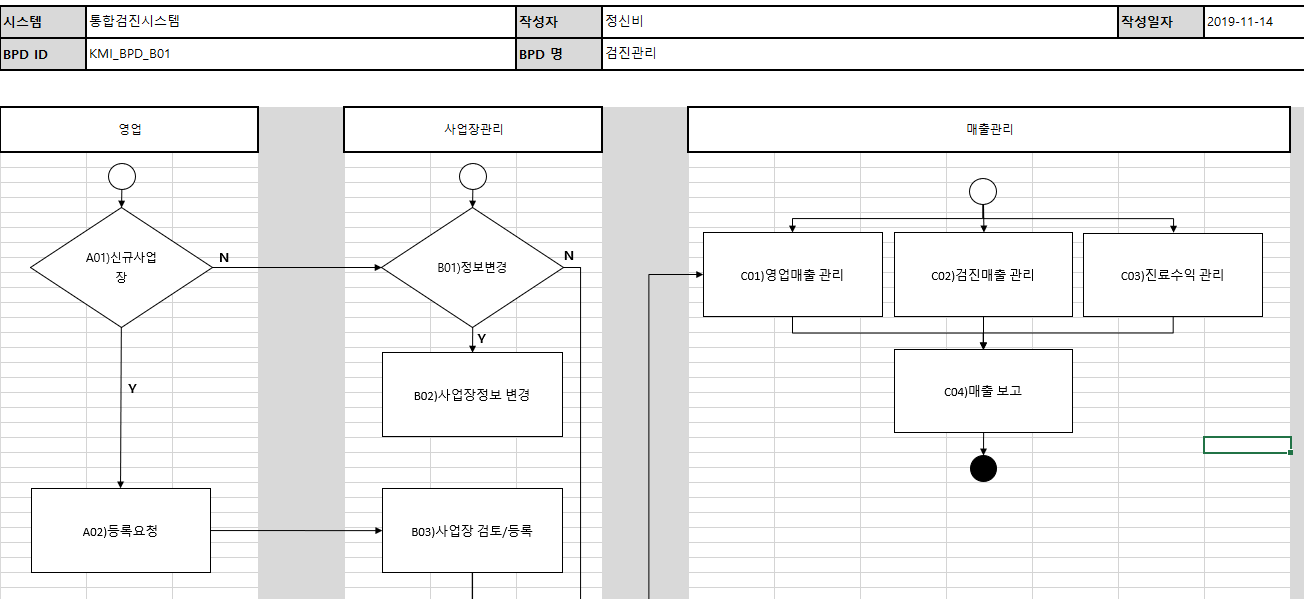 시스템 통합검진시스템 작성자 정신비 작성일자 2019-11-14
BPD ID KMI_BPD_B01 BPD 명 검진관리
영업 사업장관리 매출관리
A01)신규사업
장
N
B01)정보변경
N
C01)영업매출 관리
C02)검진매출 관리
C03)진료수익 관리
Y
Y
B02)사업장정보 변경
C04)매출 보고
A02)등록요청
B03)사업장 검토/등록